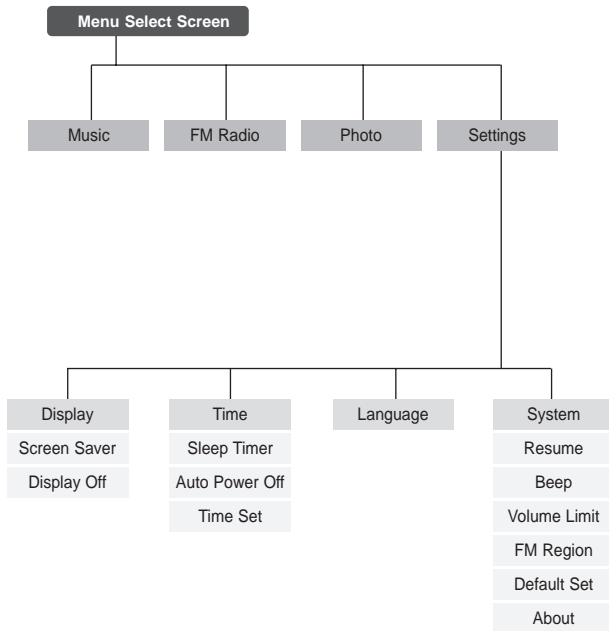 Menu Select Screen
Music
FM Radio
Photo
Settings
Display
Screen Saver
Display Off
Time
Sleep Timer
Auto Power Off
Time Set
Language
System
Resume
Beep
Volume Limit
FM Region
Default Set
About